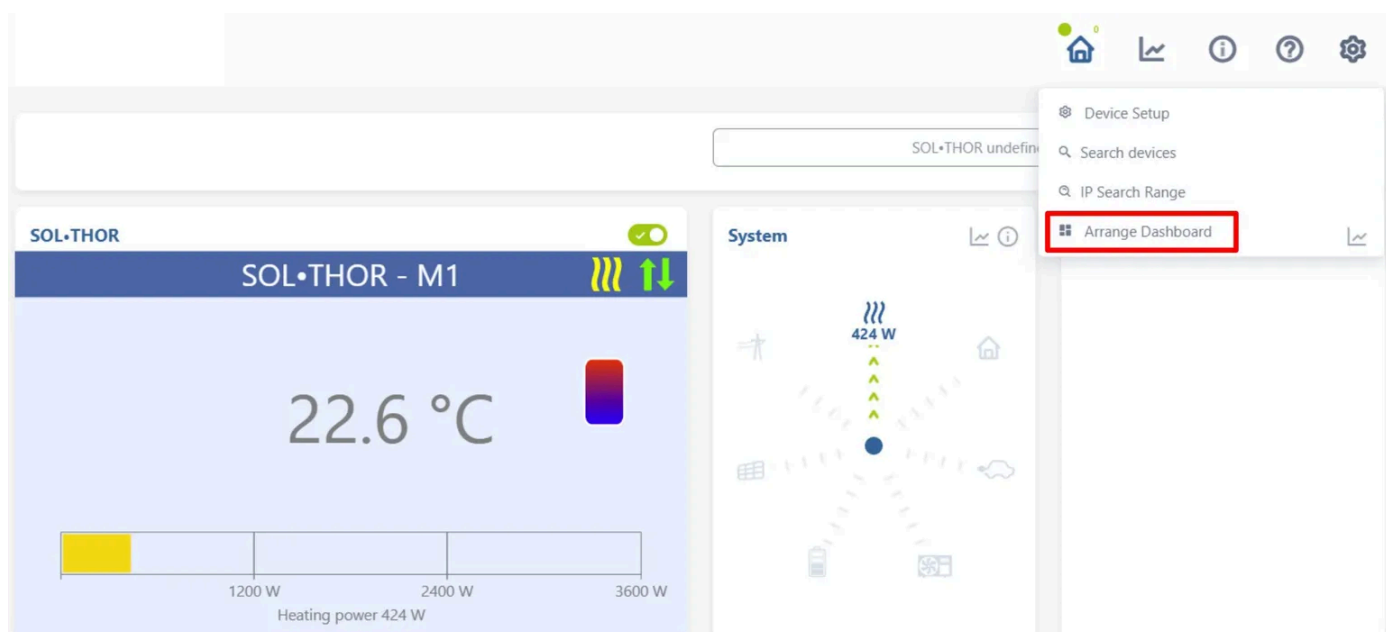 0
Device Setup
Search devices
IP Search Range
Arrange Dashboard
SOL•THOR undefin
SOL•THOR
SOL•THOR - M1
22.6 °C
1200 W
2400 W
3600 W
Heating power 424 W
System
424 W